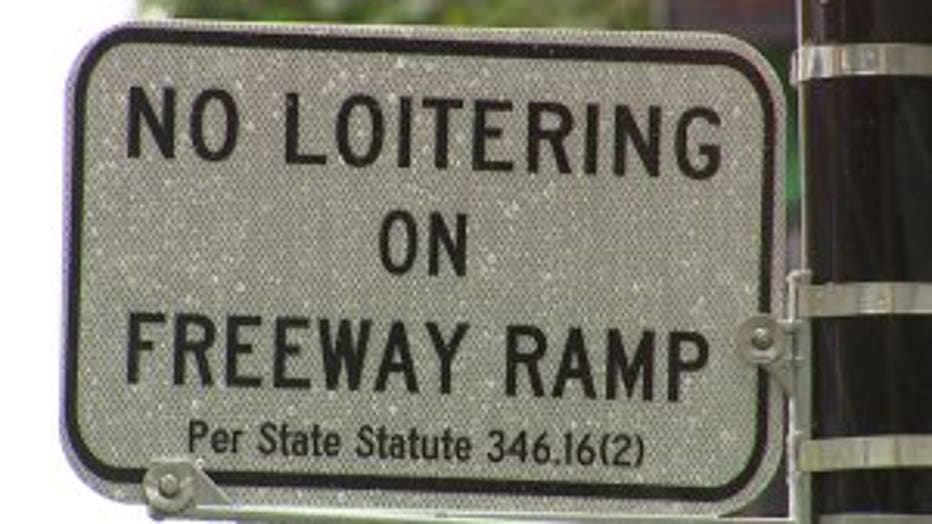 NO LOITERING
ON
FREEWAY RAMP
Per State Statute 346.16(2)